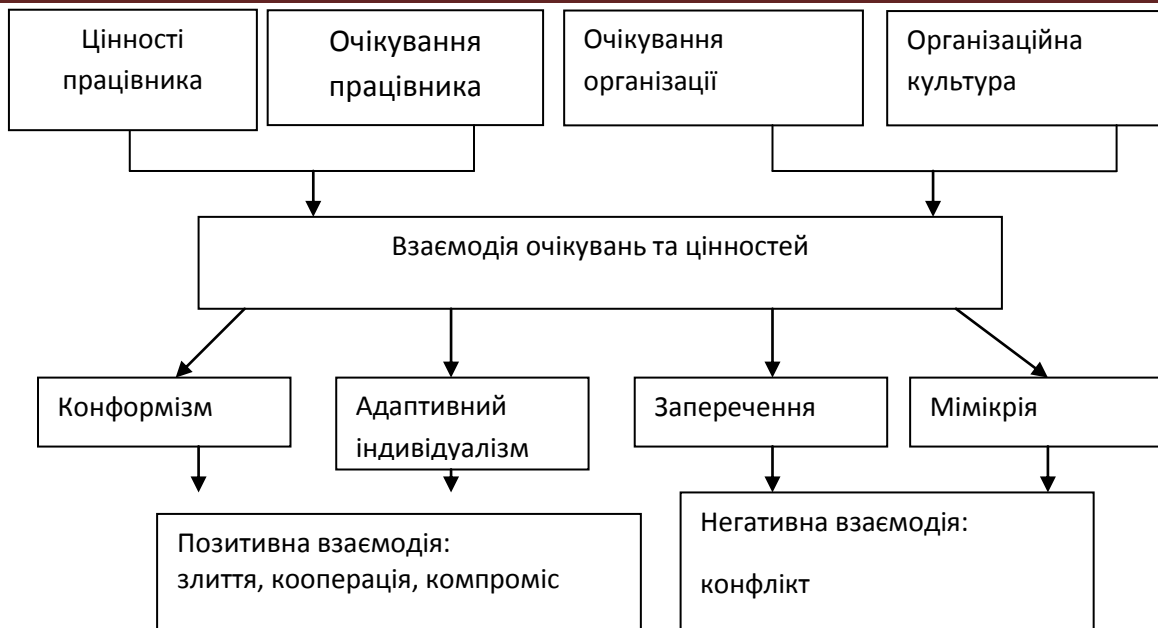 Цінності
працівника
Очікування
працівника
Очікування
організації
Організаційна
культура
Взаємодія очікувань та цінностей
Конформізм
Адаптивний
індивідуалізм
Заперечення
Мімікрія
Позитивна взаємодія:
злиття, кооперація, компроміс
Негативна взаємодія:
конфлікт